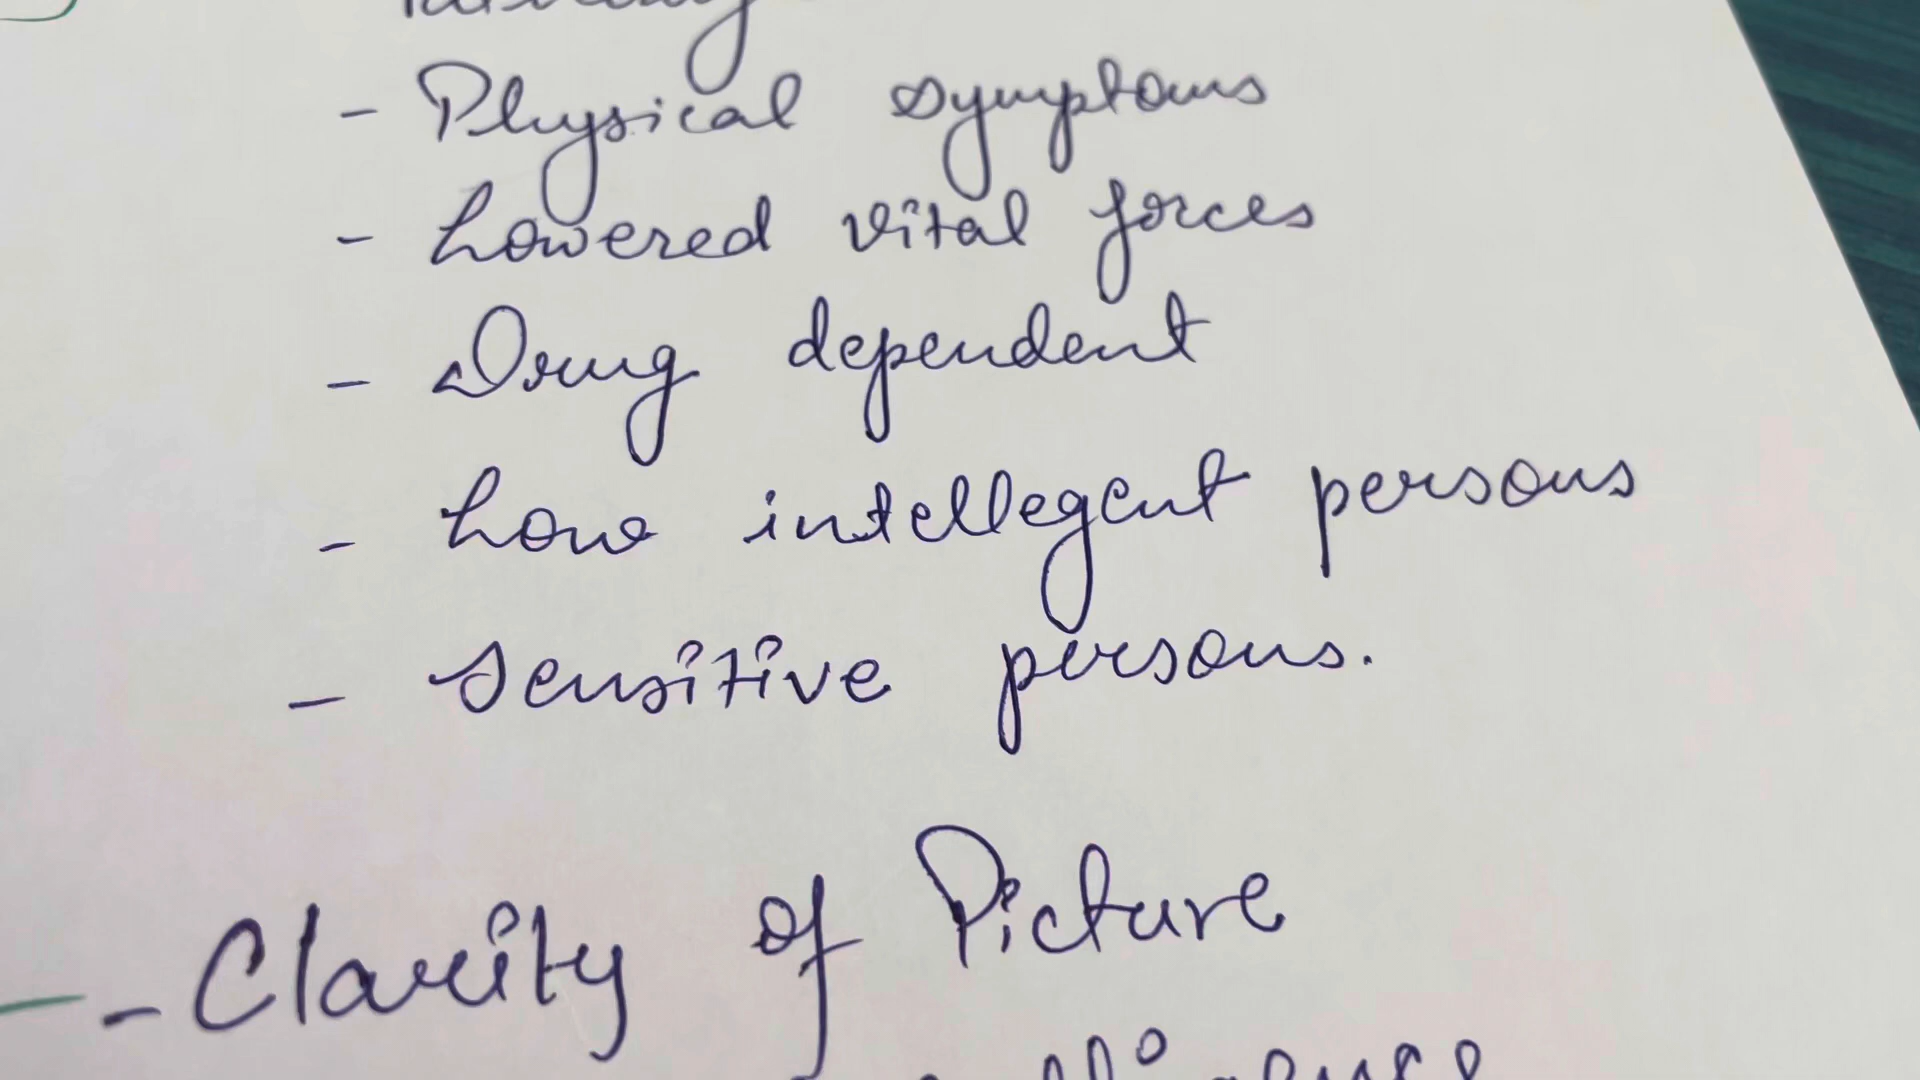 - Physical symptoms
- Lowered vital forces
- Drug dependent
- Low intellegent persons
- Sensitive persons.
- Clarity of Picture